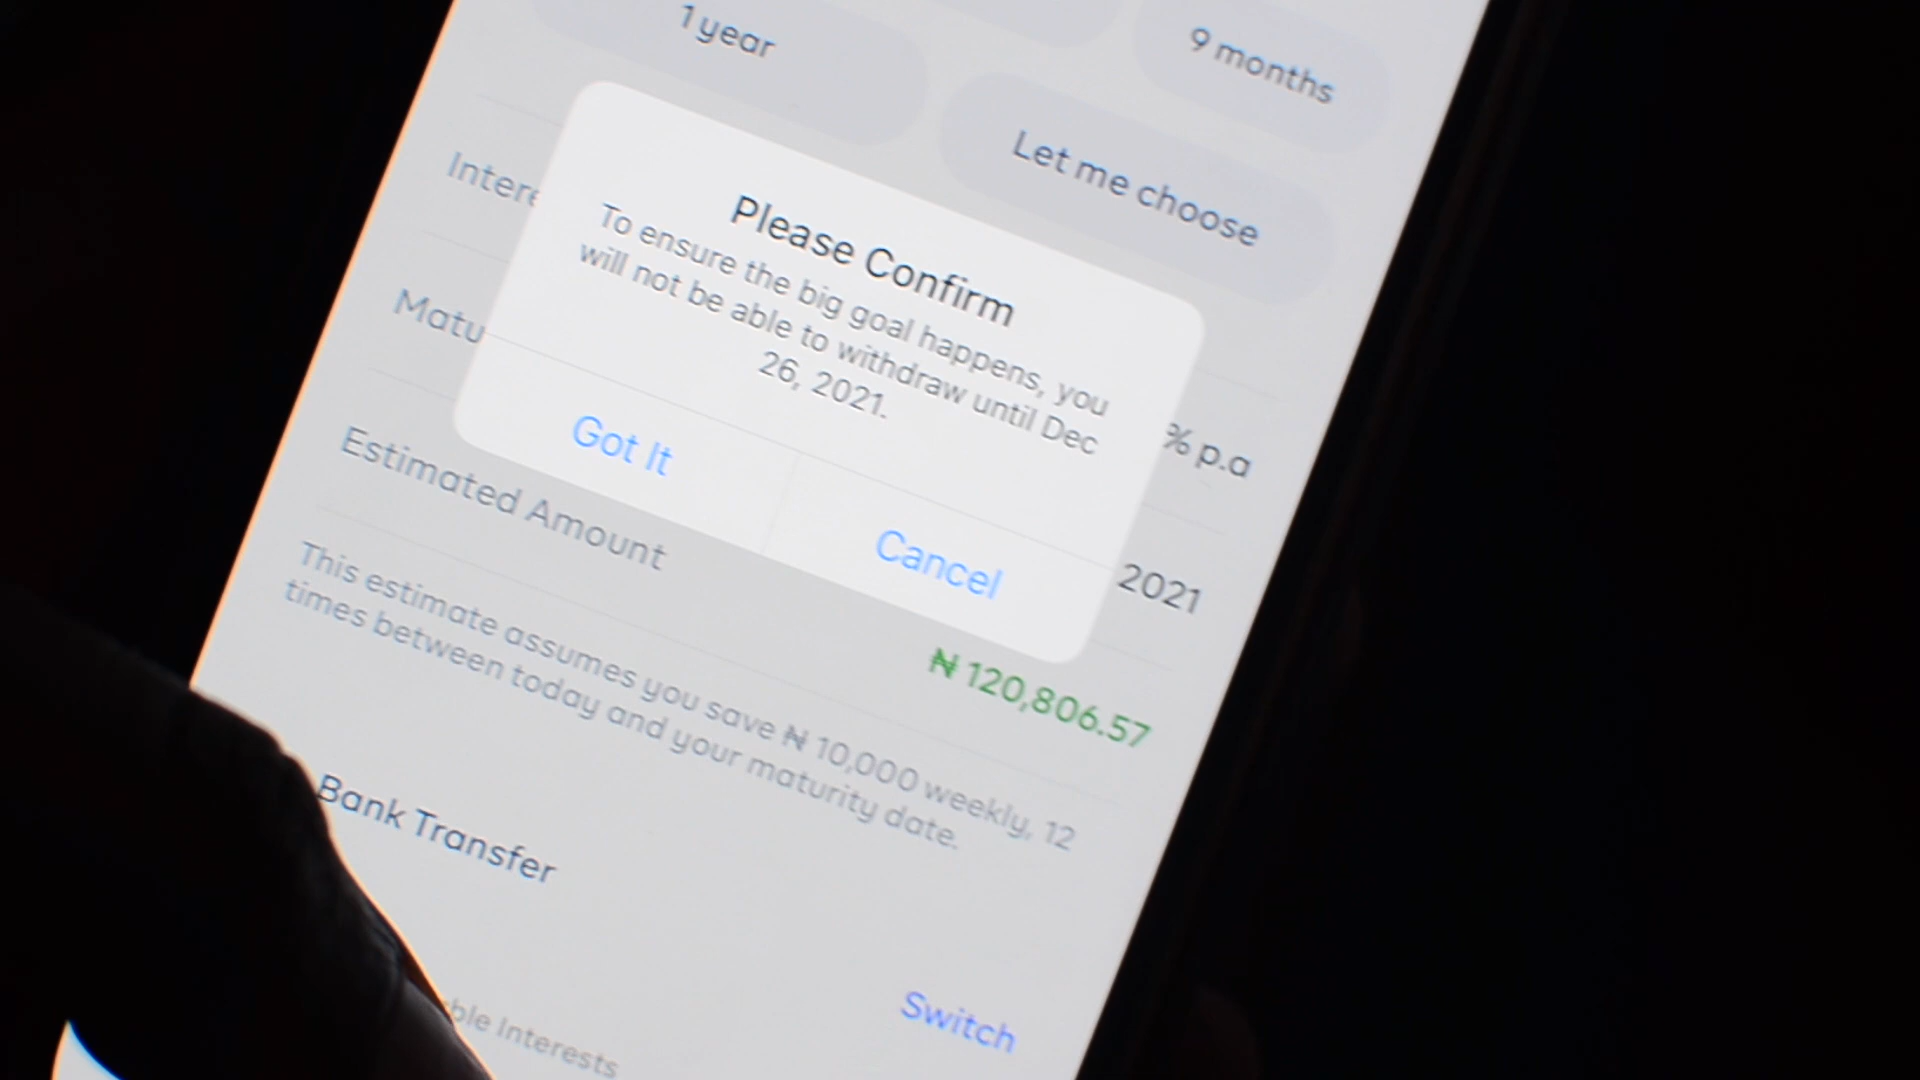 1 year
9 months
Let me choose
Please Confirm
To ensure the big goal happens, you
will not be able to withdraw until Dec
26, 2021.
Got It
Cancel
% p.a
2021
Estimated Amount
₦ 120,806.57
This estimate assumes you save ₦ 10,000 weekly, 12
times between today and your maturity date.
Bank Transfer
Switch
Interests